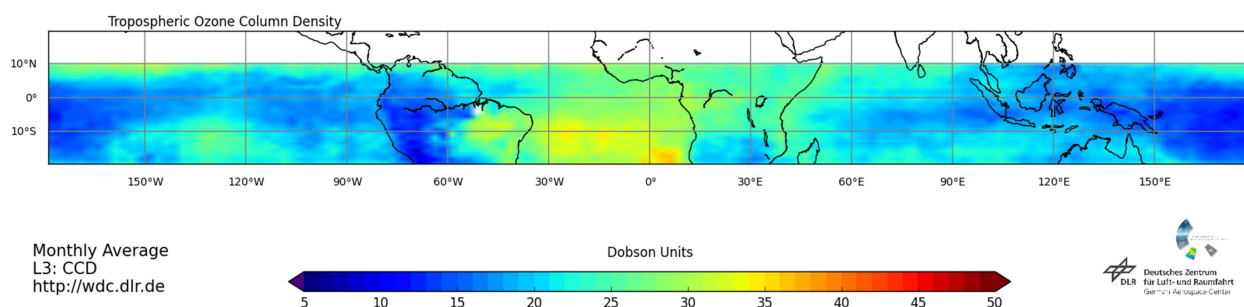 Tropospheric Ozone Column Density
10°N
0°
10°S
150°W 120°W 90°W 60°W 30°W 0° 30°E 60°E 90°E 120°E 150°E
Monthly Average
L3: CCD
http://wdc.dlr.de
Dobson Units
5 10 15 20 25 30 35 40 45 50
DLR
Deutsches Zentrum
für Luft- und Raumfahrt
German Aerospace Center